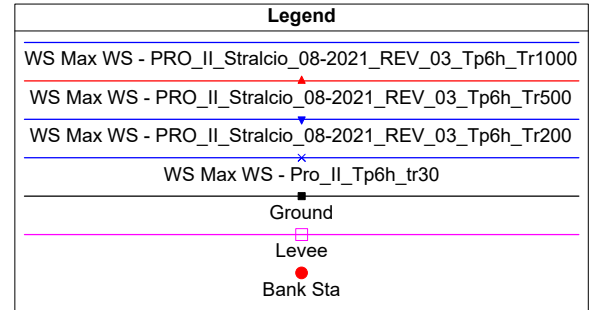 Legend
WS Max WS - PRO_II_Stralcio_08-2021_REV_03_Tp6h_Tr1000
WS Max WS - PRO_II_Stralcio_08-2021_REV_03_Tp6h_Tr500
WS Max WS - PRO_II_Stralcio_08-2021_REV_03_Tp6h_Tr200
WS Max WS - Pro_II_Tp6h_tr30
Ground
Levee
Bank Sta